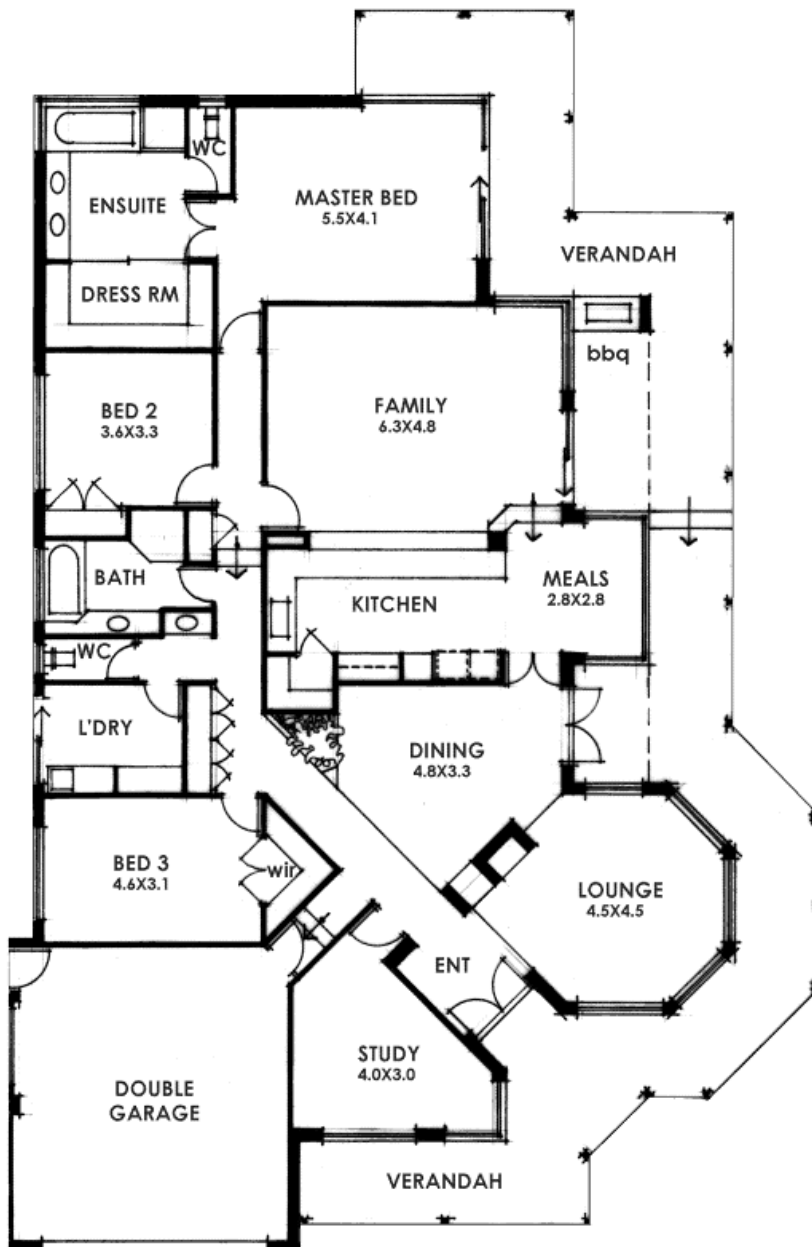 WC
ENSUITE
MASTER BED
5.5X4.1
VERANDAH
DRESS RM
bbq
BED 2
3.6X3.3
FAMILY
6.3X4.8
BATH
KITCHEN
MEALS
2.8X2.8
WC
L'DRY
DINING
4.8X3.3
BED 3
4.6X3.1
wir
LOUNGE
4.5X4.5
ENT
STUDY
4.0X3.0
DOUBLE
GARAGE
VERANDAH